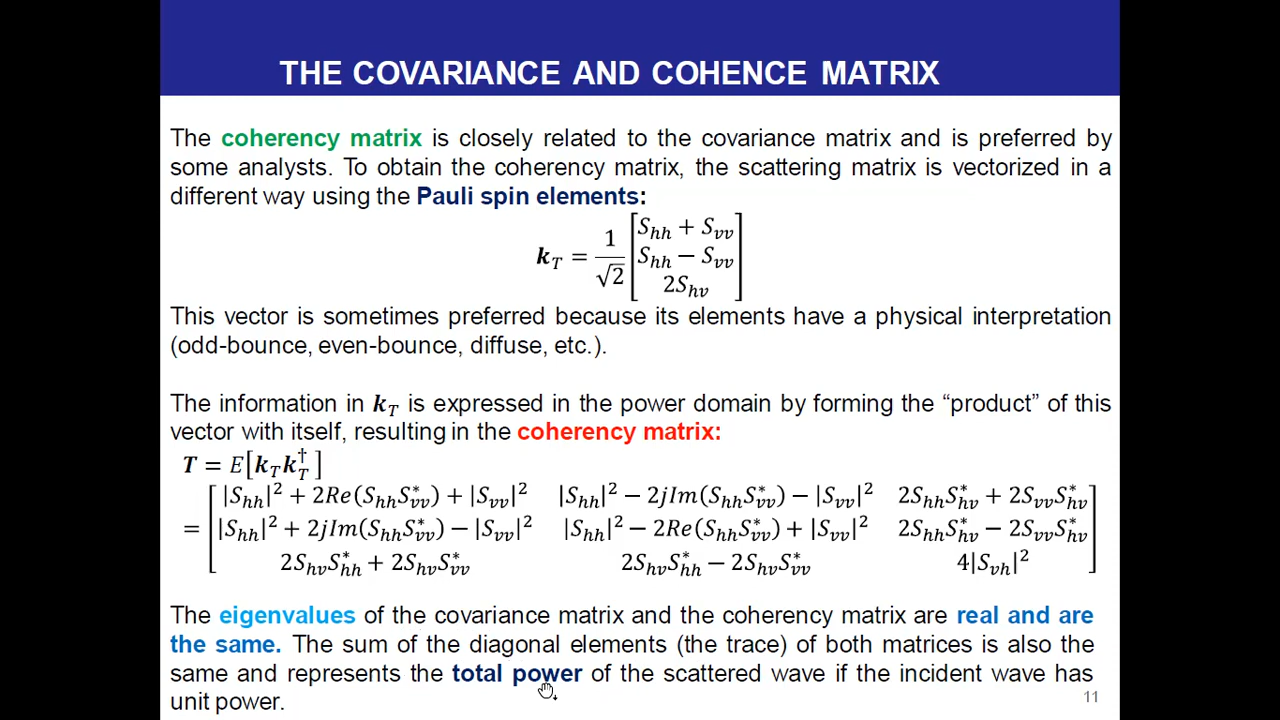 THE COVARIANCE AND COHENCE MATRIX
The coherency matrix is closely related to the covariance matrix and is preferred by
some analysts. To obtain the coherency matrix, the scattering matrix is vectorized in a
different way using the Pauli spin elements:
𝒌_T = 1/√2 [S_hh + S_vv
S_hh − S_vv
2S_hv]
This vector is sometimes preferred because its elements have a physical interpretation
(odd-bounce, even-bounce, diffuse, etc.).
The information in 𝒌_T is expressed in the power domain by forming the “product” of this
vector with itself, resulting in the coherency matrix:
𝑻 = E[𝒌_T 𝒌_T^†]
= [|S_hh|² + 2Re(S_hh S_vv^*) + |S_vv|² |S_hh|² − 2jIm(S_hh S_vv^*) − |S_vv|² 2S_hh S_hv^* + 2S_vv S_hv^*
|S_hh|² + 2jIm(S_hh S_vv^*) − |S_vv|² |S_hh|² − 2Re(S_hh S_vv^*) + |S_vv|² 2S_hh S_hv^* − 2S_vv S_hv^*
2S_hv S_hh^* + 2S_hv S_vv^* 2S_hv S_hh^* − 2S_hv S_vv^* 4|S_vh|²]
The eigenvalues of the covariance matrix and the coherency matrix are real and are
the same. The sum of the diagonal elements (the trace) of both matrices is also the
same and represents the total power of the scattered wave if the incident wave has
unit power.
11